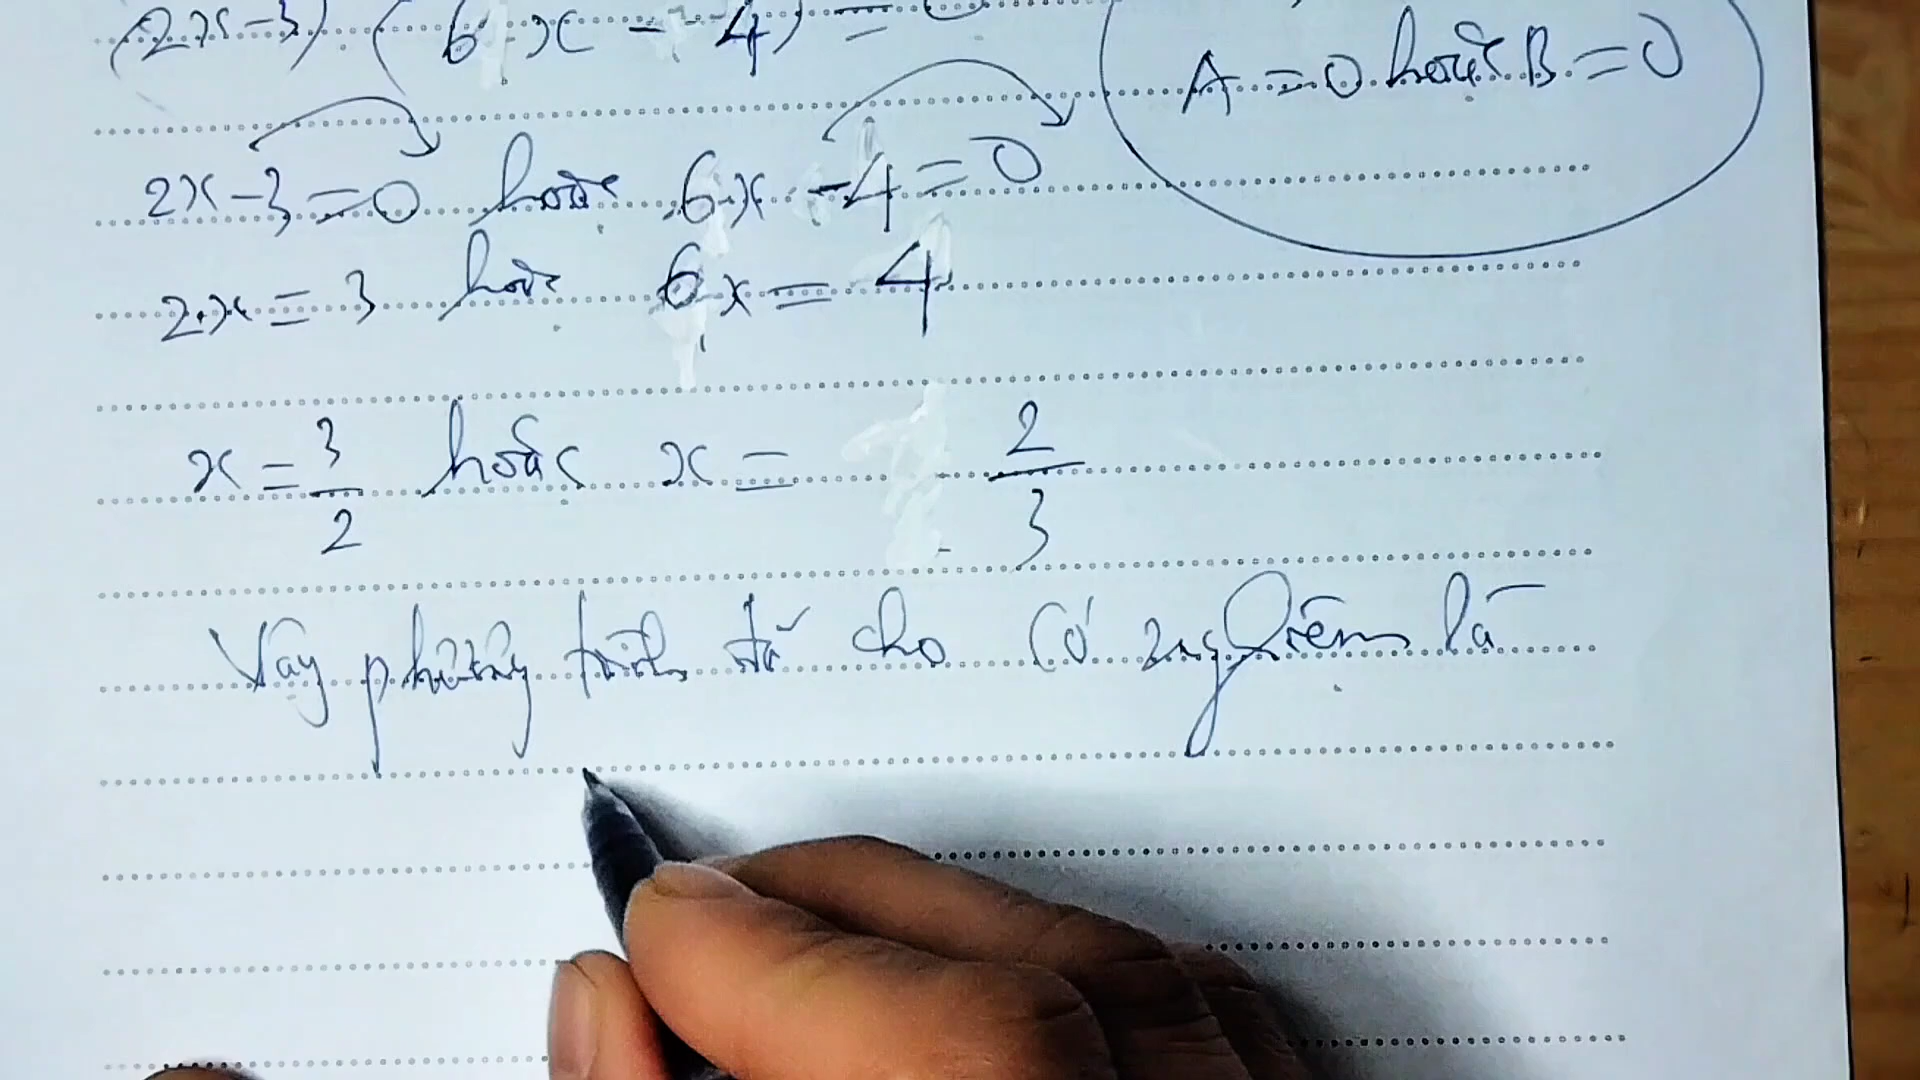 (2x-3).(6x-4)=0
A=0 hoặc B=0
2x-3=0 hoặc 6x-4=0
2x=3 hoặc 6x=4
x=3/2 hoặc x=2/3
Vậy phương trình đã cho có nghiệm là